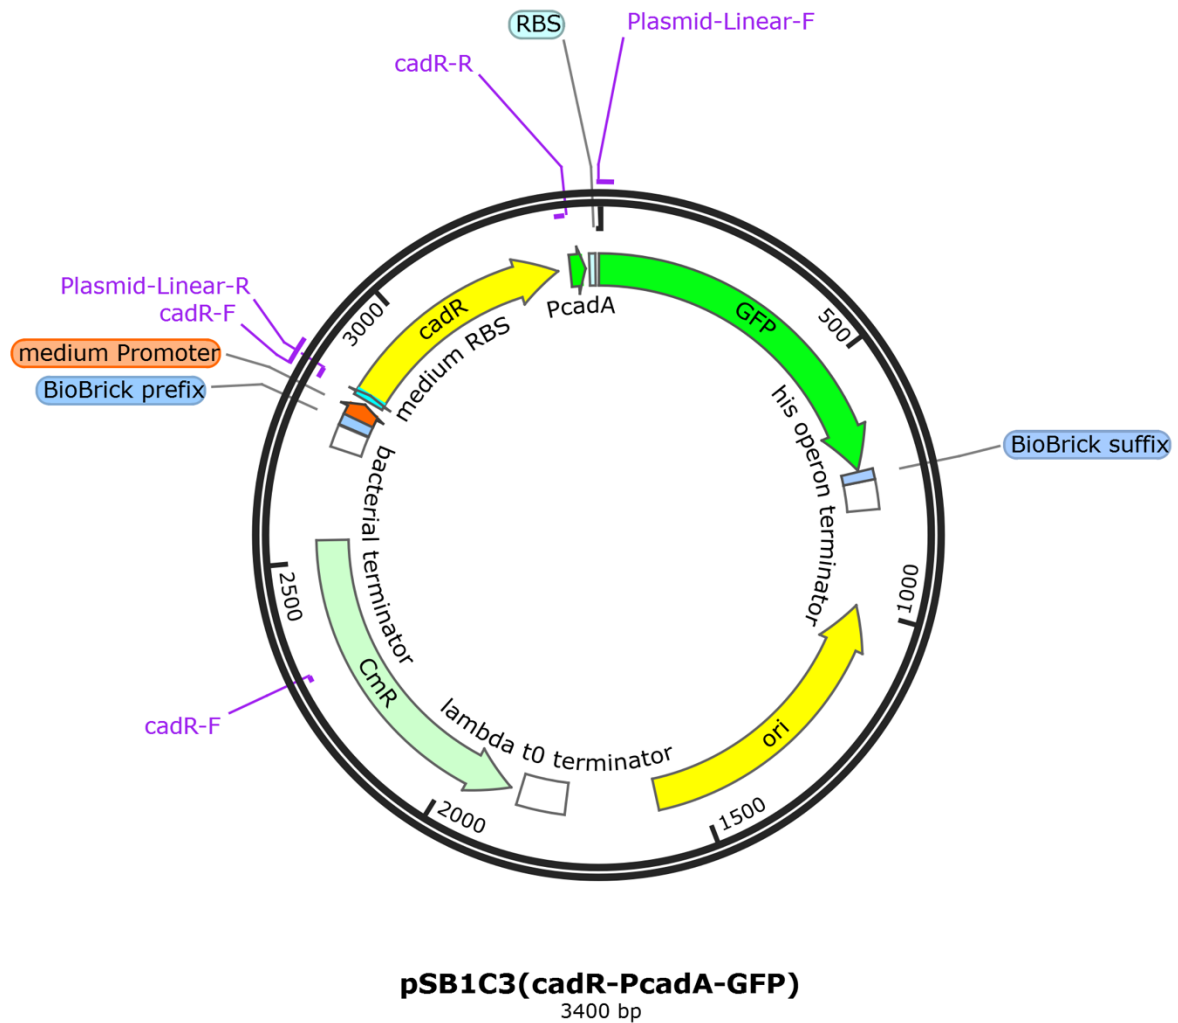 RBS
Plasmid-Linear-F
cadR-R
Plasmid-Linear-R
cadR-F
medium Promoter
BioBrick prefix
3000
cadR
medium RBS
PcadA
GFP
500
his operon terminator
BioBrick suffix
bacterial terminator
2500
1000
CmR
cadR-F
lambda t0 terminator
ori
2000
1500
pSB1C3(cadR-PcadA-GFP)
3400 bp